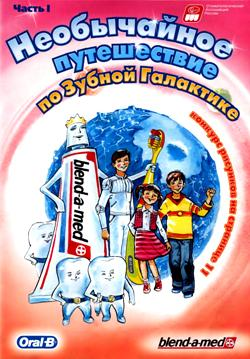 Часть I
Необычайное
путешествие
по Зубной Галактике
конкурс рисунков на странице 11
blend-a-med
Oral-B
blend-a-med